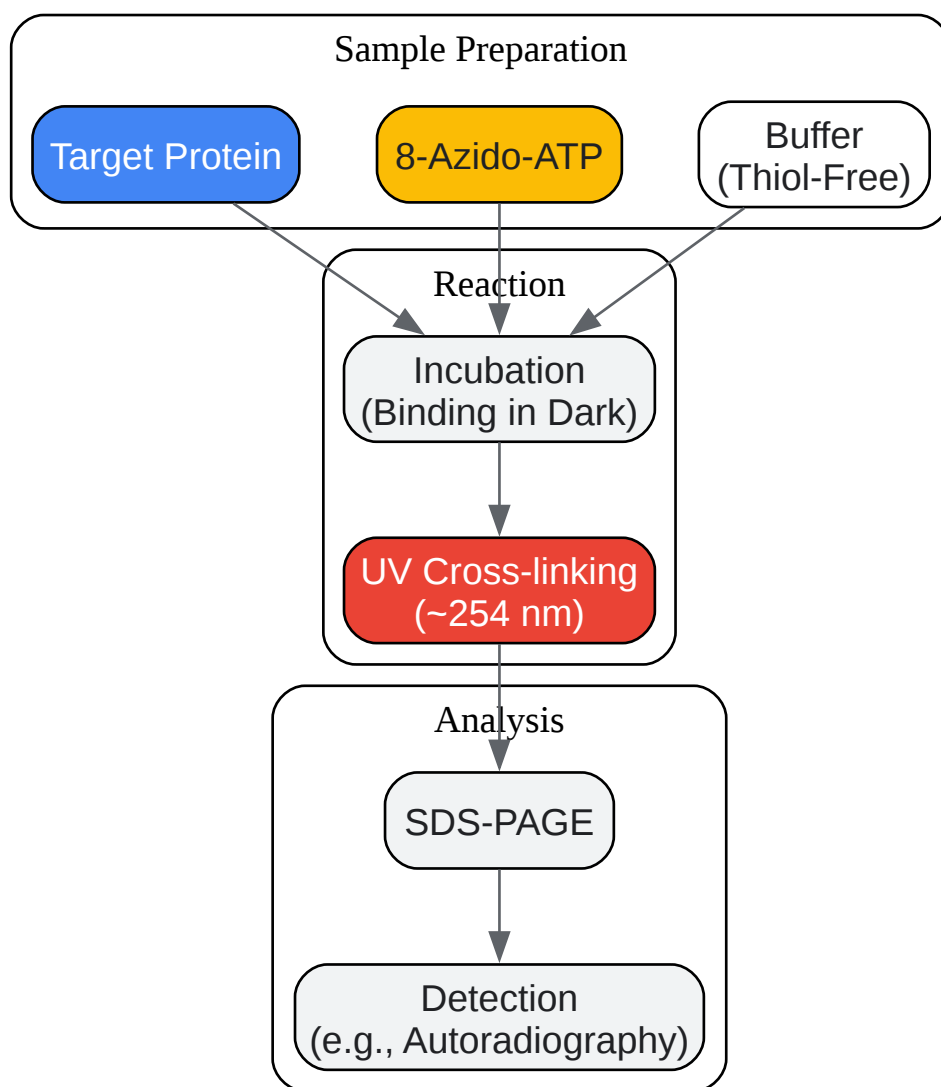 Sample Preparation
Target Protein
8-Azido-ATP
Buffer
(Thiol-Free)
Reaction
Incubation
(Binding in Dark)
UV Cross-linking
(~254 nm)
Analysis
SDS-PAGE
Detection
(e.g., Autoradiography)